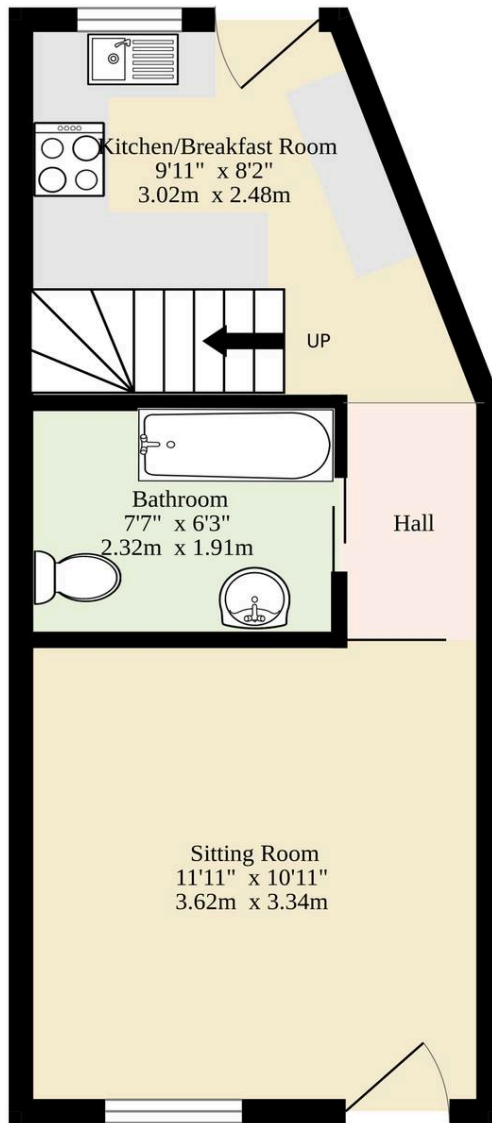 Kitchen/Breakfast Room
9'11" x 8'2"
3.02m x 2.48m
UP
Bathroom
7'7" x 6'3"
2.32m x 1.91m
Hall
Sitting Room
11'11" x 10'11"
3.62m x 3.34m